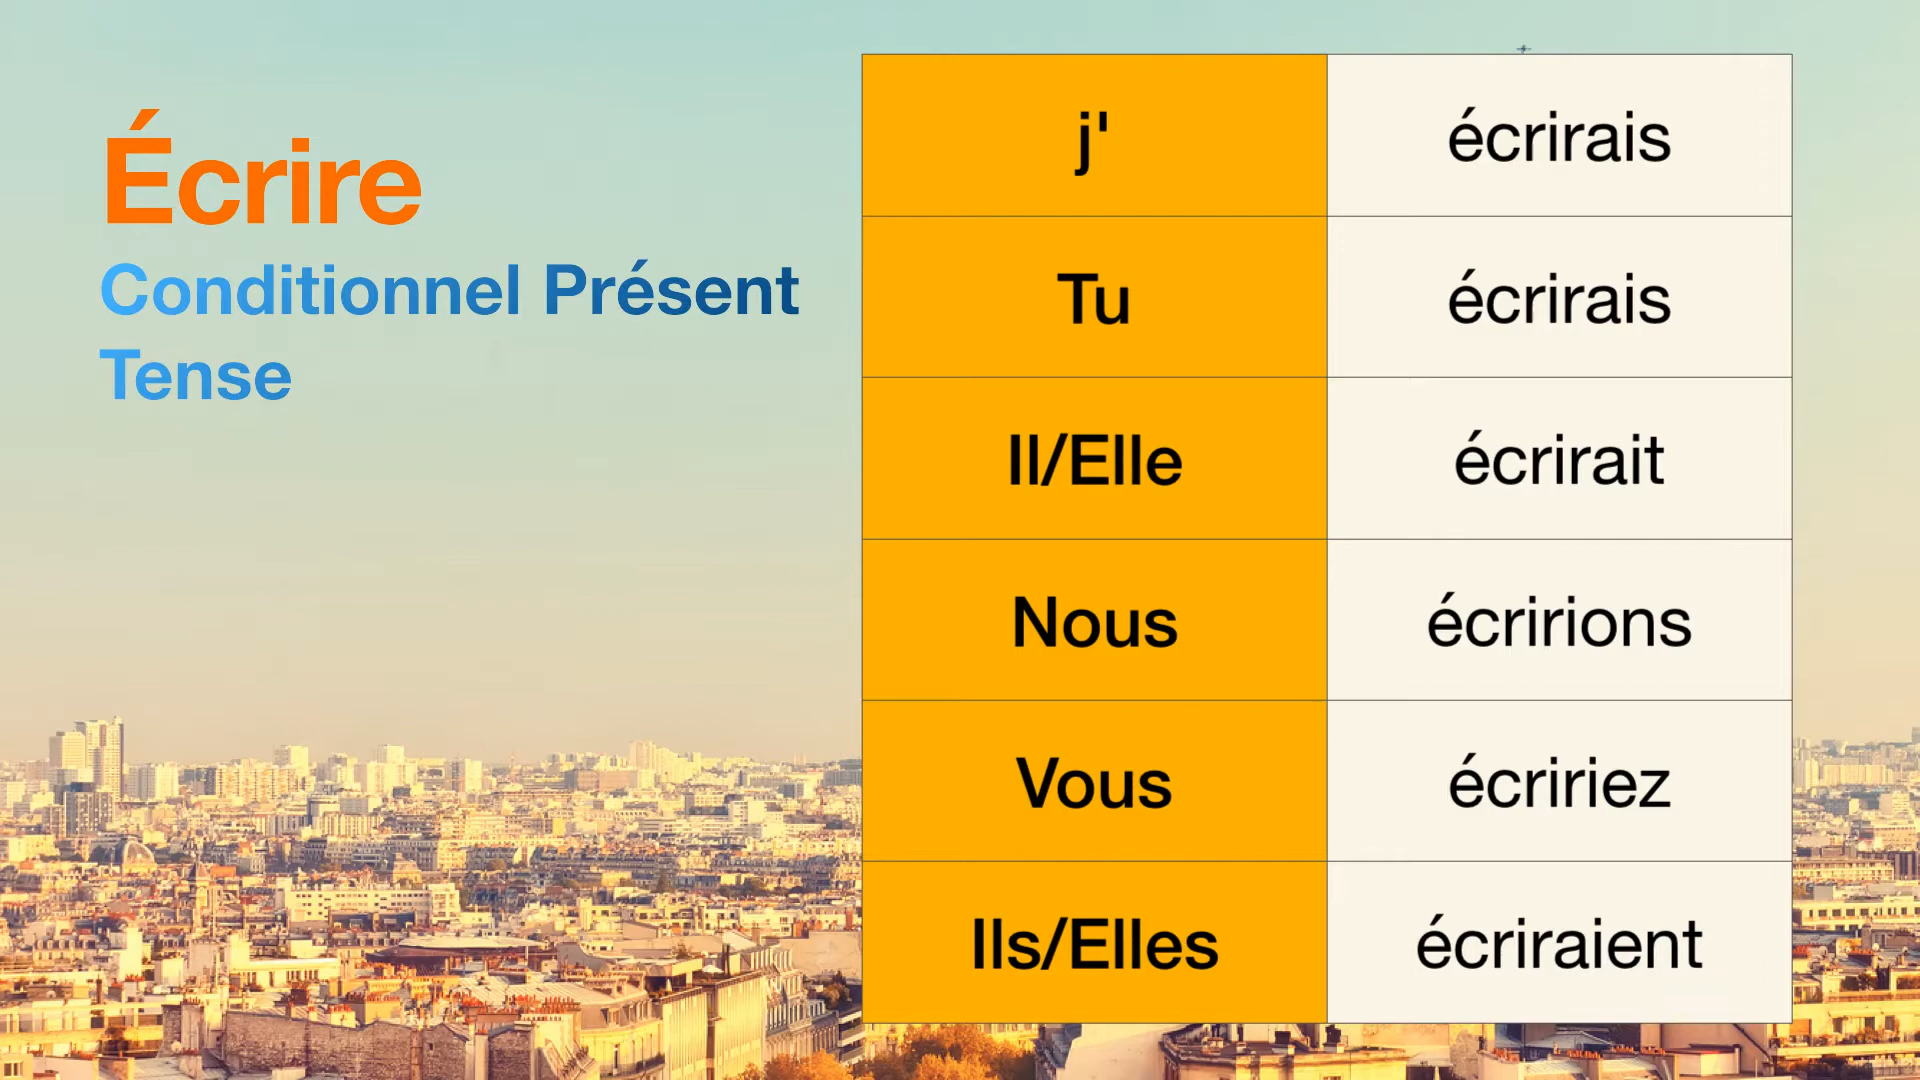 Écrire
Conditionnel Présent
Tense
j' écrirais
Tu écrirais
Il/Elle écrirait
Nous écririons
Vous écririez
Ils/Elles écriraient